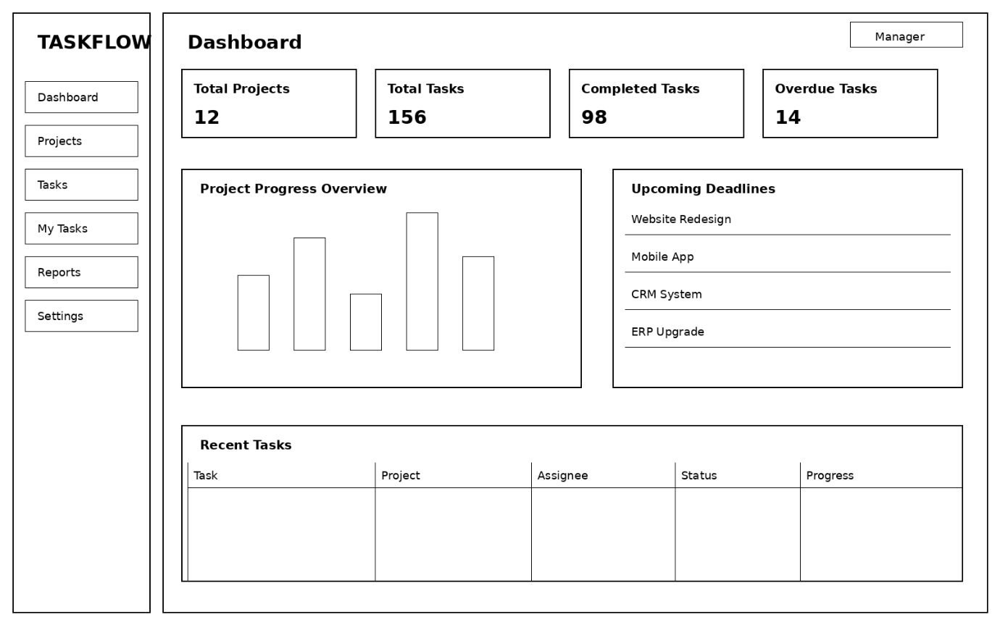 TASKFLOW
Dashboard
Projects
Tasks
My Tasks
Reports
Settings
Dashboard
Manager
Total Projects
12
Total Tasks
156
Completed Tasks
98
Overdue Tasks
14
Project Progress Overview
Upcoming Deadlines
Website Redesign
Mobile App
CRM System
ERP Upgrade
Recent Tasks
Task Project Assignee Status Progress